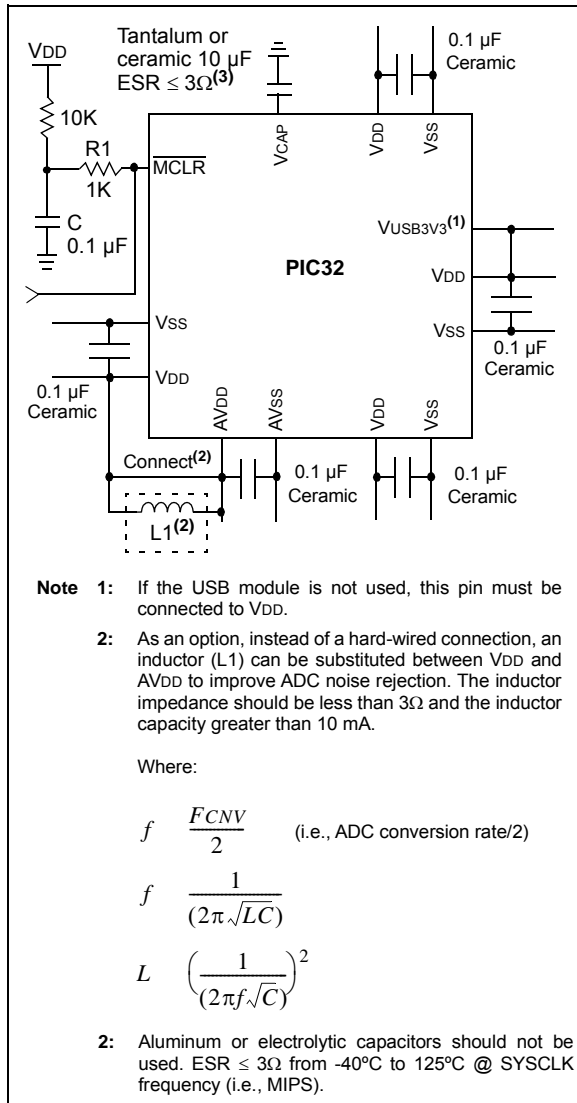 VDD
Tantalum or
ceramic 10 µF
ESR ≤ 3Ω(3)
0.1 µF
Ceramic
10K
R1
1K
C
0.1 µF
MCLR
VCAP
VDD
VSS
VUSB3V3(1)
VDD
VSS
PIC32
0.1 µF
Ceramic
VSS
VDD
0.1 µF
Ceramic
AVDD
AVSS
VDD
VSS
Connect(2)
0.1 µF
Ceramic
0.1 µF
Ceramic
L1(2)
Note 1: If the USB module is not used, this pin must be
connected to VDD.
2: As an option, instead of a hard-wired connection, an
inductor (L1) can be substituted between VDD and
AVDD to improve ADC noise rejection. The inductor
impedance should be less than 3Ω and the inductor
capacity greater than 10 mA.
Where:
f FCNV/2 (i.e., ADC conversion rate/2)
f 1/(2π√LC)
L (1/(2πf√C))²
2: Aluminum or electrolytic capacitors should not be
used. ESR ≤ 3Ω from -40ºC to 125ºC @ SYSCLK
frequency (i.e., MIPS).